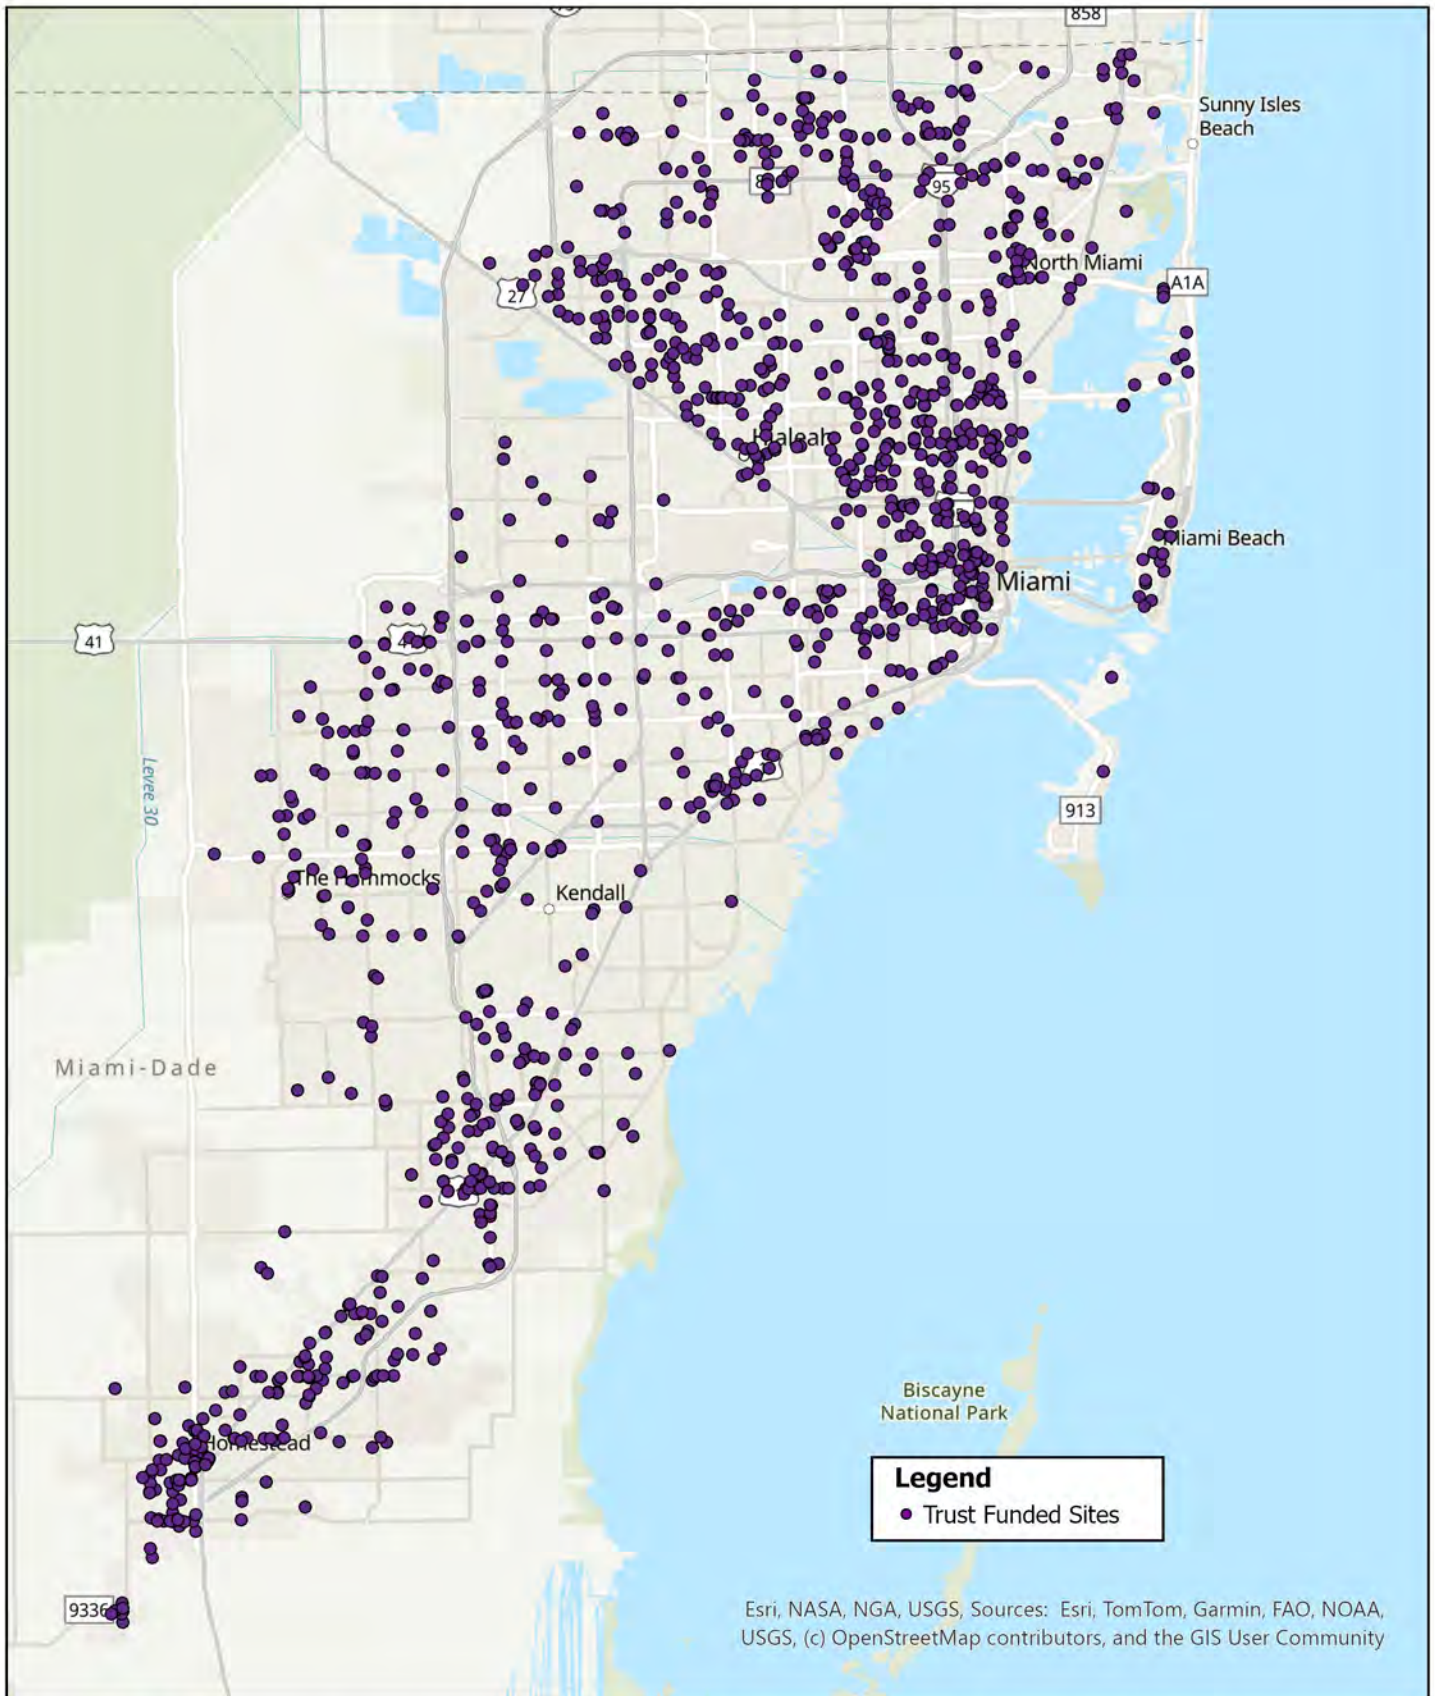 858
Sunny Isles
Beach
95
North Miami
A1A
27
Hialeah
Miami Beach
Miami
41
913
Levee 30
The Hammocks
Kendall
Miami-Dade
Biscayne
National Park
Homestead
Legend
Trust Funded Sites
9336
Esri, NASA, NGA, USGS, Sources: Esri, TomTom, Garmin, FAO, NOAA,
USGS, (c) OpenStreetMap contributors, and the GIS User Community